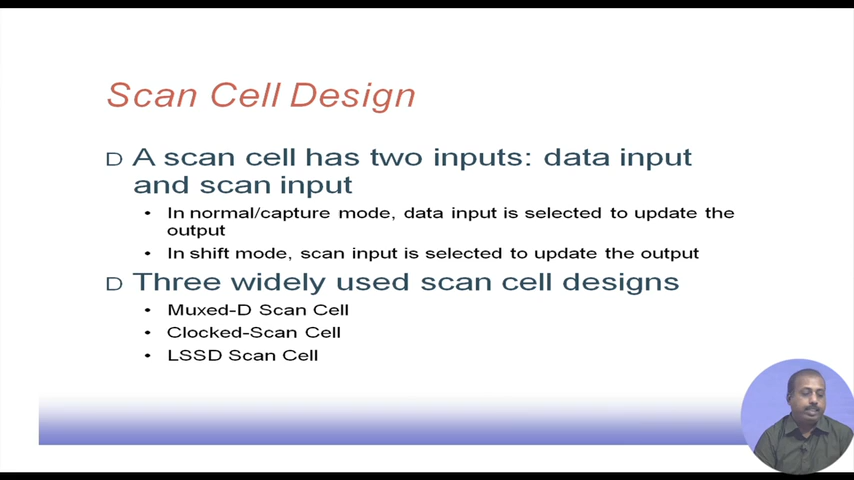 Scan Cell Design
D A scan cell has two inputs: data input
and scan input
• In normal/capture mode, data input is selected to update the
output
• In shift mode, scan input is selected to update the output
D Three widely used scan cell designs
• Muxed-D Scan Cell
• Clocked-Scan Cell
• LSSD Scan Cell